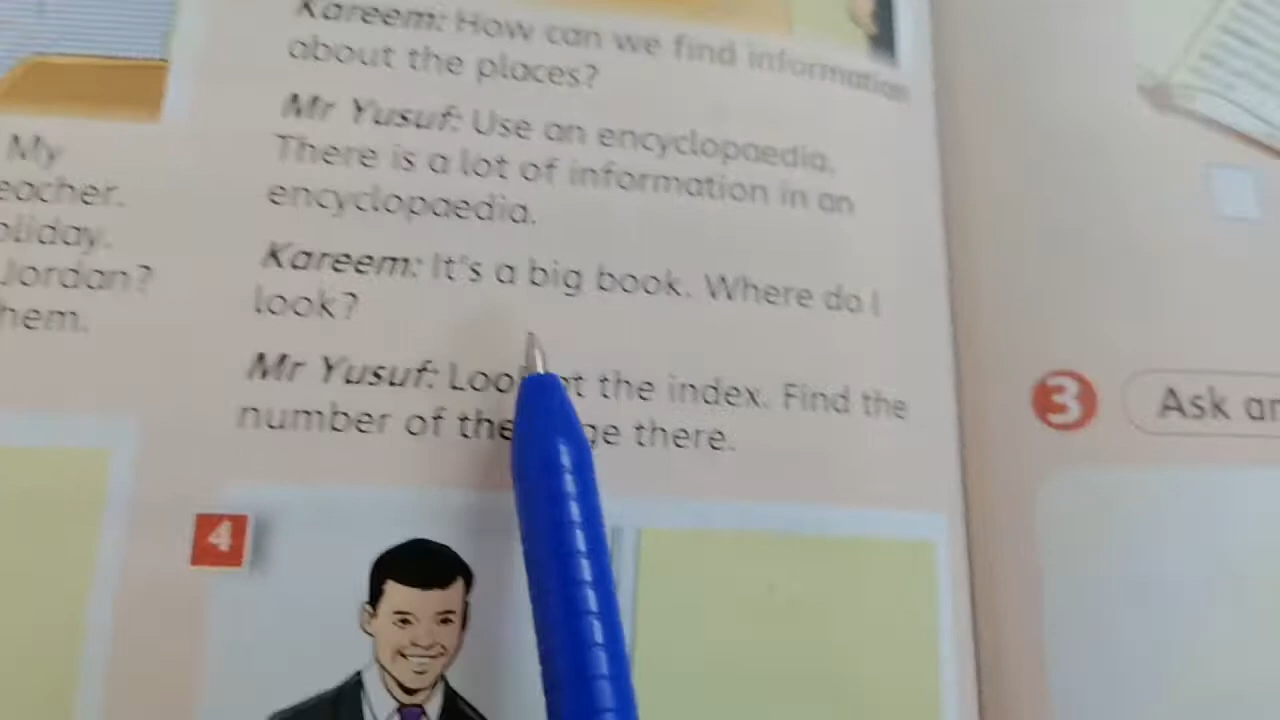 My
eacher.
oliday.
Jordan?
hem.
Kareem: How can we find information
about the places?
Mr Yusuf: Use an encyclopaedia.
There is a lot of information in an
encyclopaedia.
Kareem: It's a big book. Where do I
look?
Mr Yusuf: Look at the index. Find the
number of the there.
4
3
Ask an